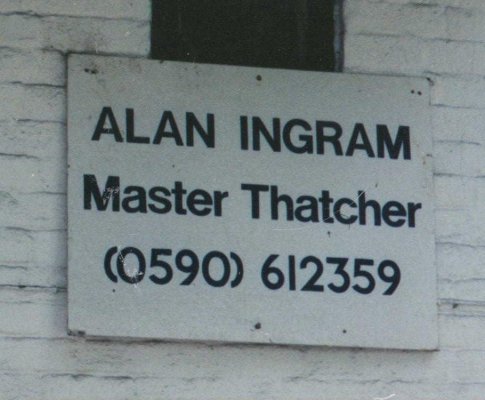 ALAN INGRAM
Master Thatcher
(0590) 612359